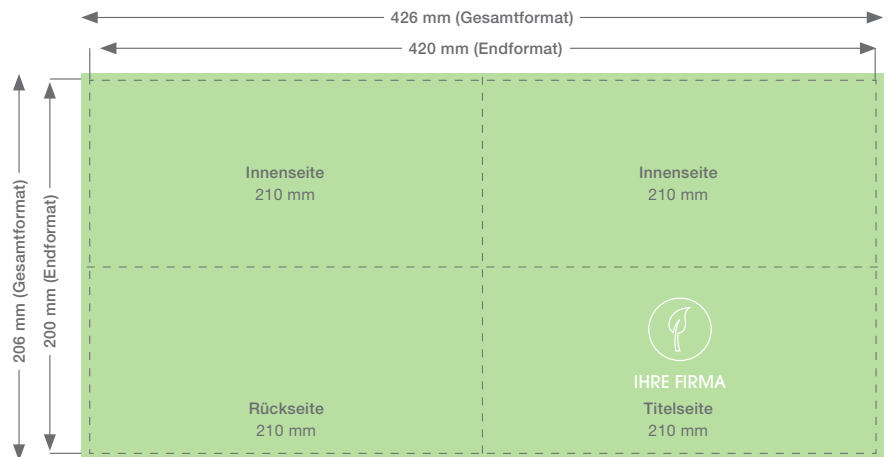 426 mm (Gesamtformat)
420 mm (Endformat)
206 mm (Gesamtformat)
200 mm (Endformat)
Innenseite
210 mm
Innenseite
210 mm
IHRE FIRMA
Rückseite
210 mm
Titelseite
210 mm